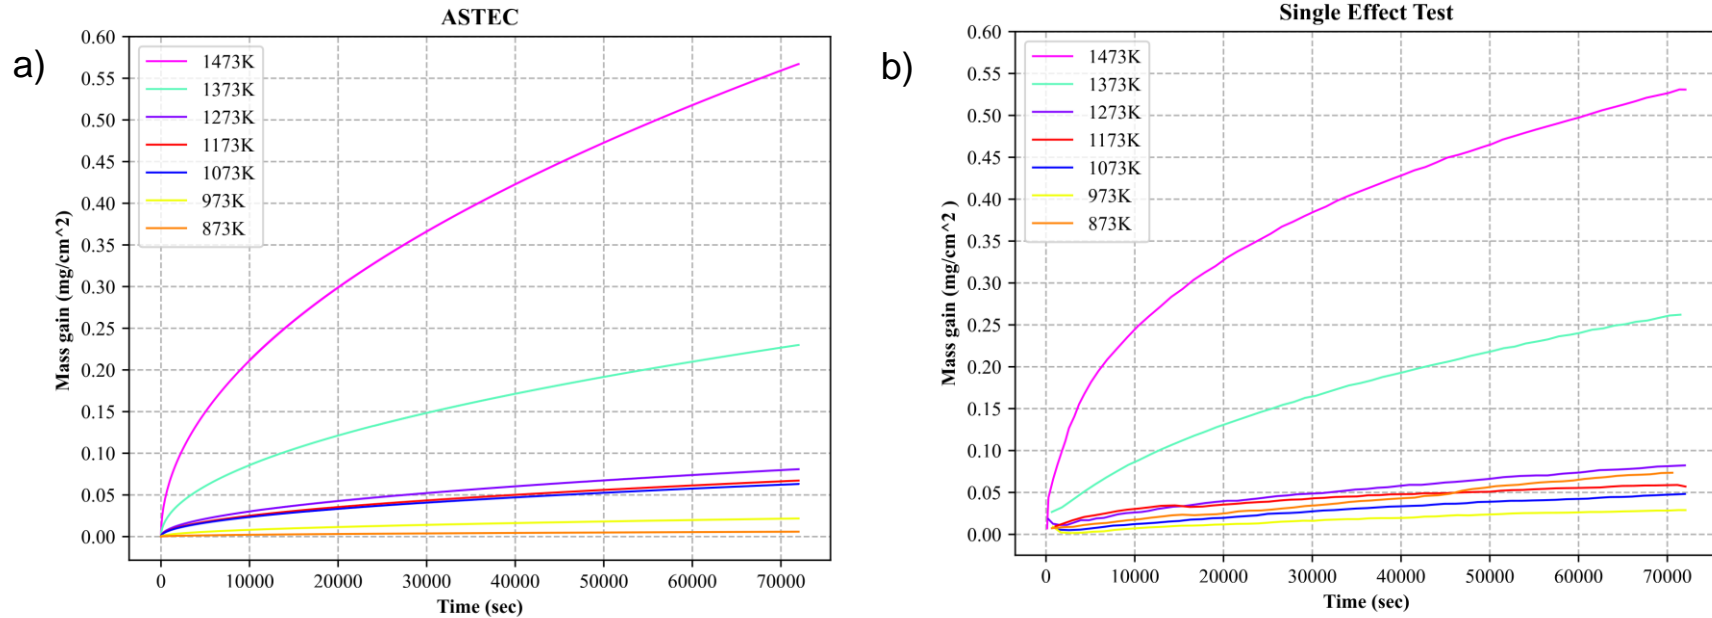 a)
ASTEC
Mass gain (mg/cm^2)
0.60
0.55
0.50
0.45
0.40
0.35
0.30
0.25
0.20
0.15
0.10
0.05
0.00
1473K
1373K
1273K
1173K
1073K
973K
873K
0 10000 20000 30000 40000 50000 60000 70000
Time (sec)
b)
Single Effect Test
Mass gain (mg/cm^2 )
0.60
0.55
0.50
0.45
0.40
0.35
0.30
0.25
0.20
0.15
0.10
0.05
0.00
1473K
1373K
1273K
1173K
1073K
973K
873K
0 10000 20000 30000 40000 50000 60000 70000
Time (sec)